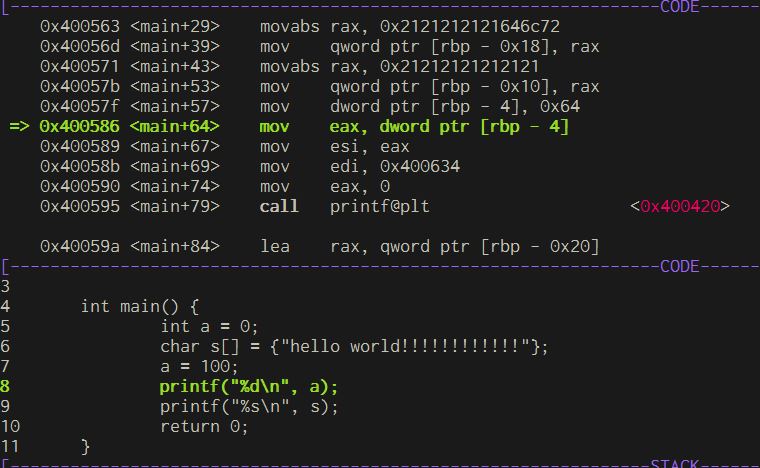 [-----------------------------------------------------------------CODE------
0x400563 <main+29> movabs rax, 0x2121212121646c72
0x40056d <main+39> mov qword ptr [rbp - 0x18], rax
0x400571 <main+43> movabs rax, 0x21212121212121
0x40057b <main+53> mov qword ptr [rbp - 0x10], rax
0x40057f <main+57> mov dword ptr [rbp - 4], 0x64
=> 0x400586 <main+64> mov eax, dword ptr [rbp - 4]
0x400589 <main+67> mov esi, eax
0x40058b <main+69> mov edi, 0x400634
0x400590 <main+74> mov eax, 0
0x400595 <main+79> call printf@plt <0x400420>
0x40059a <main+84> lea rax, qword ptr [rbp - 0x20]
[-----------------------------------------------------------------CODE------
3
4 int main() {
5 int a = 0;
6 char s[] = {"hello world!!!!!!!!!!!!"};
7 a = 100;
8 printf("%d\n", a);
9 printf("%s\n", s);
10 return 0;
11 }
[----------------------------------------------------------------STACK------